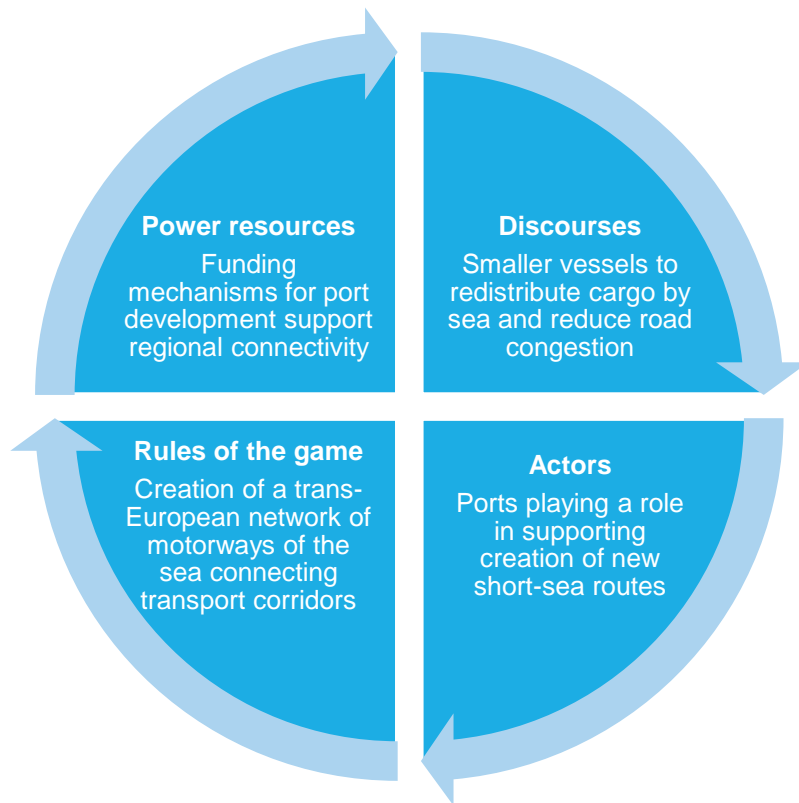 Power resources
Funding
mechanisms for port
development support
regional connectivity
Discourses
Smaller vessels to
redistribute cargo by
sea and reduce road
congestion
Rules of the game
Creation of a trans-
European network of
motorways of the
sea connecting
transport corridors
Actors
Ports playing a role
in supporting
creation of new
short-sea routes